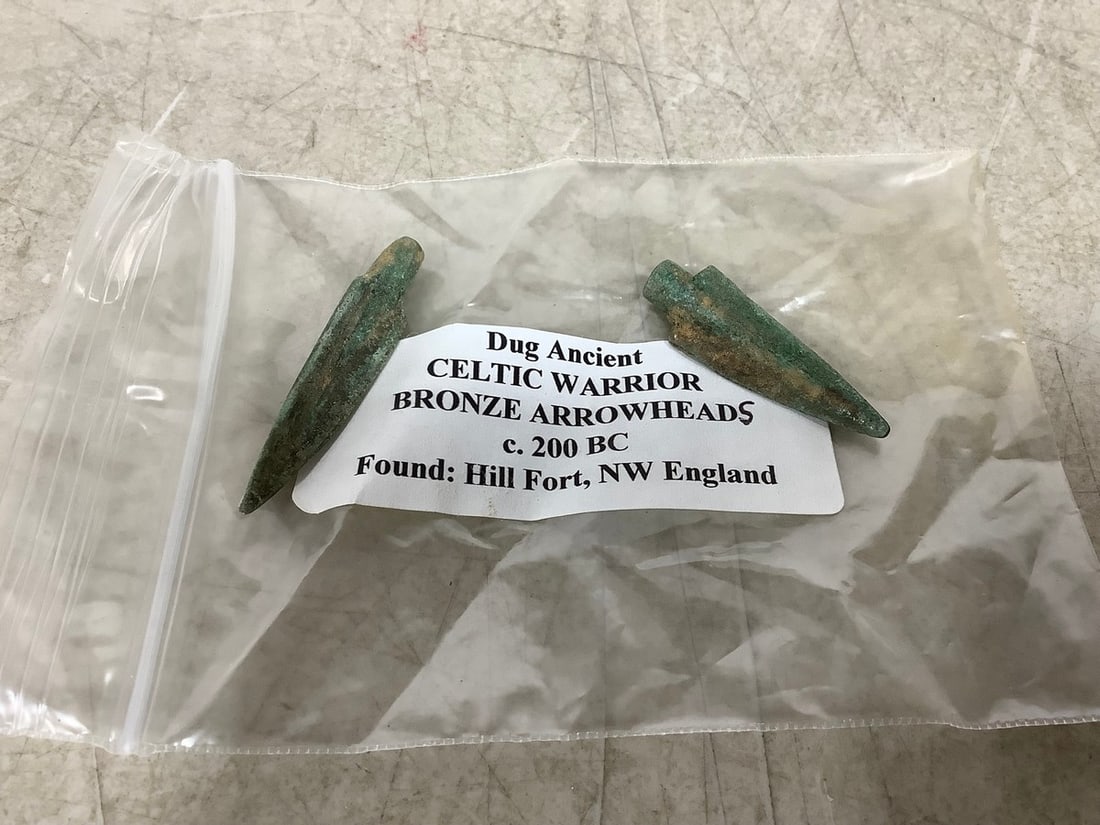 Dug Ancient
CELTIC WARRIOR
BRONZE ARROWHEADS
c. 200 BC
Found: Hill Fort, NW England